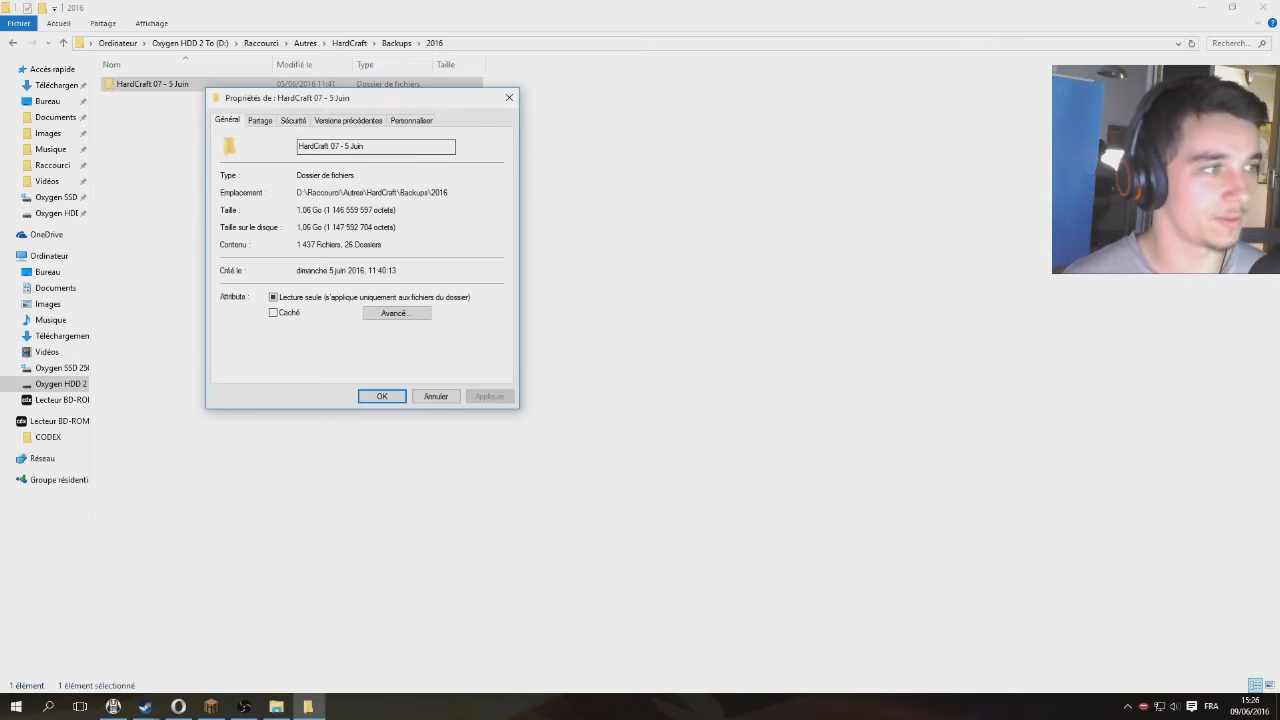 2016
Fichier Accueil Partage Affichage
Ordinateur Oxygen HDD 2 To (D:) Raccourci Autres HardCraft Backups 2016
Recherch...
Nom Modifié le Type Taille
HardCraft 07 - 5 Juin 05/06/2016 11:41 Dossier de fichiers
Accès rapide
Téléchargen
Bureau
Documents
Images
Musique
Raccourci
Vidéos
Oxygen SSD
Oxygen HDD
OneDrive
Ordinateur
Bureau
Documents
Images
Musique
Téléchargement
Vidéos
Oxygen SSD 250
Oxygen HDD 2
Lecteur BD-ROM
Lecteur BD-ROM
CODEX
Réseau
Groupe résidenti
Propriétés de : HardCraft 07 - 5 Juin
Général Partage Sécurité Versions précédentes Personnaliser
HardCraft 07 - 5 Juin
Type : Dossier de fichiers
Emplacement : D:\Raccourci\Autres\HardCraft\Backups\2016
Taille : 1,06 Go (1 146 559 597 octets)
Taille sur le disque : 1,06 Go (1 147 592 704 octets)
Contenu : 1 437 Fichiers, 26 Dossiers
Créé le : dimanche 5 juin 2016, 11:40:13
Attributs : Lecture seule (s'applique uniquement aux fichiers du dossier)
Caché Avancé...
OK Annuler Appliquer
1 élément 1 élément sélectionné
FRA
15:26
09/06/2016